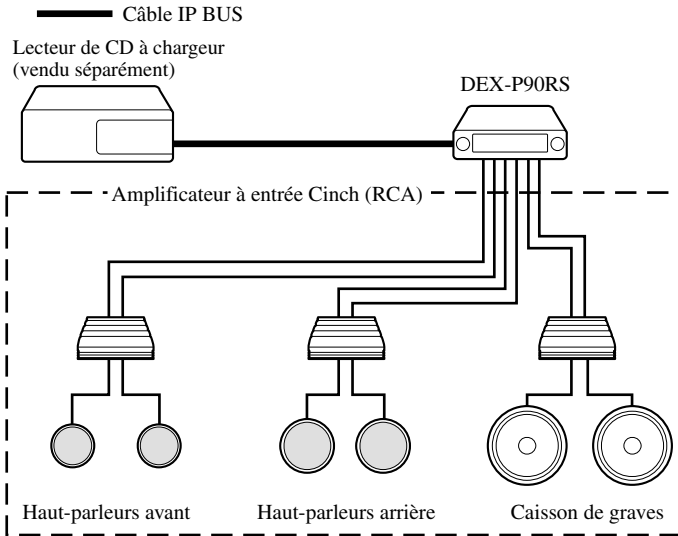 Câble IP BUS
Lecteur de CD à chargeur
(vendu séparément)
DEX-P90RS
Amplificateur à entrée Cinch (RCA)
Haut-parleurs avant
Haut-parleurs arrière
Caisson de graves